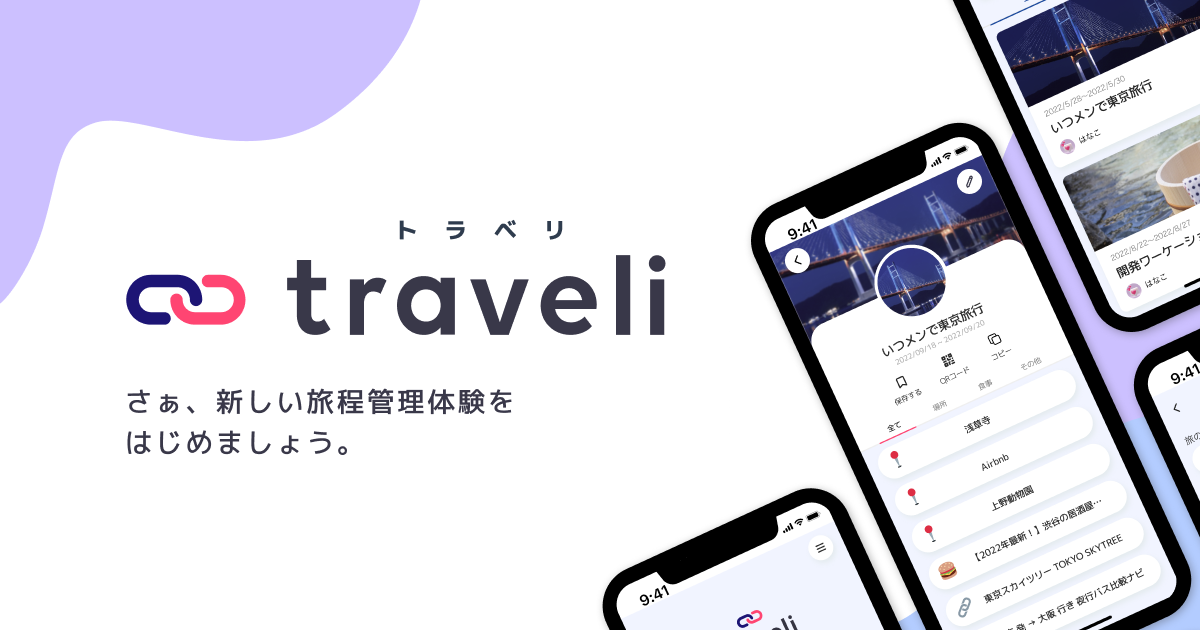 トラベリ
traveli
さぁ、新しい旅程管理体験を
はじめましょう。
9:41
いつメンで東京旅行
2022/09/18 ~ 2022/09/20
保存する
QRコード
コピー
全て
場所
食事
その他
浅草寺
Airbnb
上野動物園
【2022年最新！】渋谷の居酒屋…
東京スカイツリー TOKYO SKYTREE
発 → 大阪 行き 夜行バス比較ナビ
2022/5/28~2022/5/30
いつメンで東京旅行
はなこ
2022/8/22~2022/8/27
開発ワーケーショ
はなこ
9:41
旅の
9:41